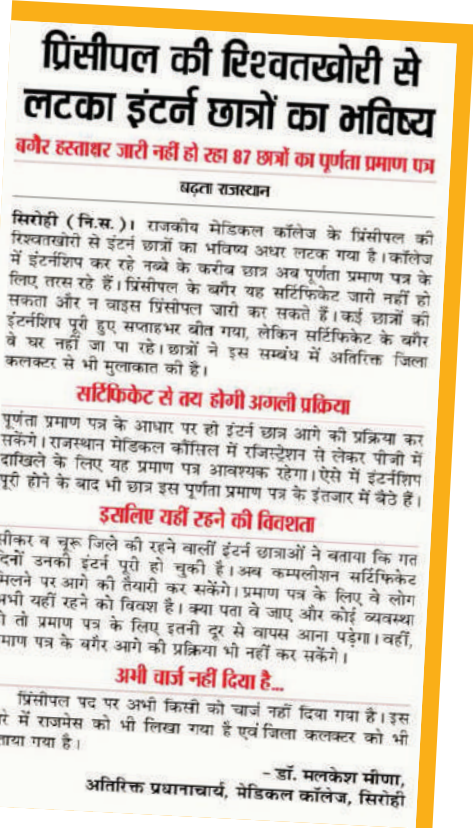 प्रिंसीपल की रिश्वतखोरी से
लटका इंटर्न छात्रों का भविष्य
बगैर हस्ताक्षर जारी नहीं हो रहा 87 छात्रों का पूर्णता प्रमाण पत्र
बढ़ता राजस्थान
सिरोही (नि.स.)। राजकीय मेडिकल कॉलेज के प्रिंसीपल की
रिश्वतखोरी से इंटर्न छात्रों का भविष्य अधर लटक गया है। कॉलेज
में इंटर्नशिप कर रहे नब्बे के करीब छात्र अब पूर्णता प्रमाण पत्र के
लिए तरस रहे हैं। प्रिंसीपल के बगैर यह सर्टिफिकेट जारी नहीं हो
सकता और न वाइस प्रिंसीपल जारी कर सकते हैं। कई छात्रों की
इंटर्नशिप पूरी हुए सप्ताहभर बीत गया, लेकिन सर्टिफिकेट के बगैर
वे घर नहीं जा पा रहे। छात्रों ने इस सम्बंध में अतिरिक्त जिला
कलक्टर से भी मुलाकात की है।
सर्टिफिकेट से तय होगी अगली प्रक्रिया
पूर्णता प्रमाण पत्र के आधार पर ही इंटर्न छात्र आगे की प्रक्रिया कर
सकेंगे। राजस्थान मेडिकल कौंसिल में रजिस्ट्रेशन से लेकर पीजी में
दाखिले के लिए यह प्रमाण पत्र आवश्यक रहेगा। ऐसे में इंटर्नशिप
पूरी होने के बाद भी छात्र इस पूर्णता प्रमाण पत्र के इंतजार में बैठे हैं।
इसलिए यहीं रहने की विवशता
सीकर व चूरू जिले की रहने वालीं इंटर्न छात्राओं ने बताया कि गत
दिनों उनकी इंटर्न पूरी हो चुकी है। अब कम्पलीशन सर्टिफिकेट
मिलने पर आगे की तैयारी कर सकेंगे। प्रमाण पत्र के लिए वे लोग
भी यहीं रहने को विवश है। क्या पता वे जाए और कोई व्यवस्था
तो प्रमाण पत्र के लिए इतनी दूर से वापस आना पड़ेगा। वहीं,
माण पत्र के बगैर आगे की प्रक्रिया भी नहीं कर सकेंगे।
अभी चार्ज नहीं दिया है...
प्रिंसीपल पद पर अभी किसी को चार्ज नहीं दिया गया है। इस
रे में राजमेस को भी लिखा गया है एवं जिला कलक्टर को भी
ताया गया है।
- डॉ. मलकेश मीणा,
अतिरिक्त प्रधानाचार्य, मेडिकल कॉलेज, सिरोही